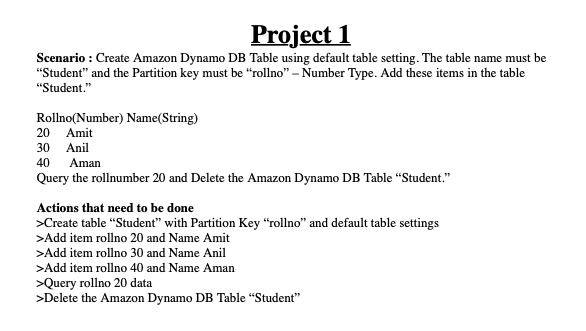 Project 1
Scenario : Create Amazon Dynamo DB Table using default table setting. The table name must be
“Student” and the Partition key must be “rollno” – Number Type. Add these items in the table
“Student.”
Rollno(Number) Name(String)
20 Amit
30 Anil
40 Aman
Query the rollnumber 20 and Delete the Amazon Dynamo DB Table “Student.”
Actions that need to be done
>Create table “Student” with Partition Key “rollno” and default table settings
>Add item rollno 20 and Name Amit
>Add item rollno 30 and Name Anil
>Add item rollno 40 and Name Aman
>Query rollno 20 data
>Delete the Amazon Dynamo DB Table “Student”